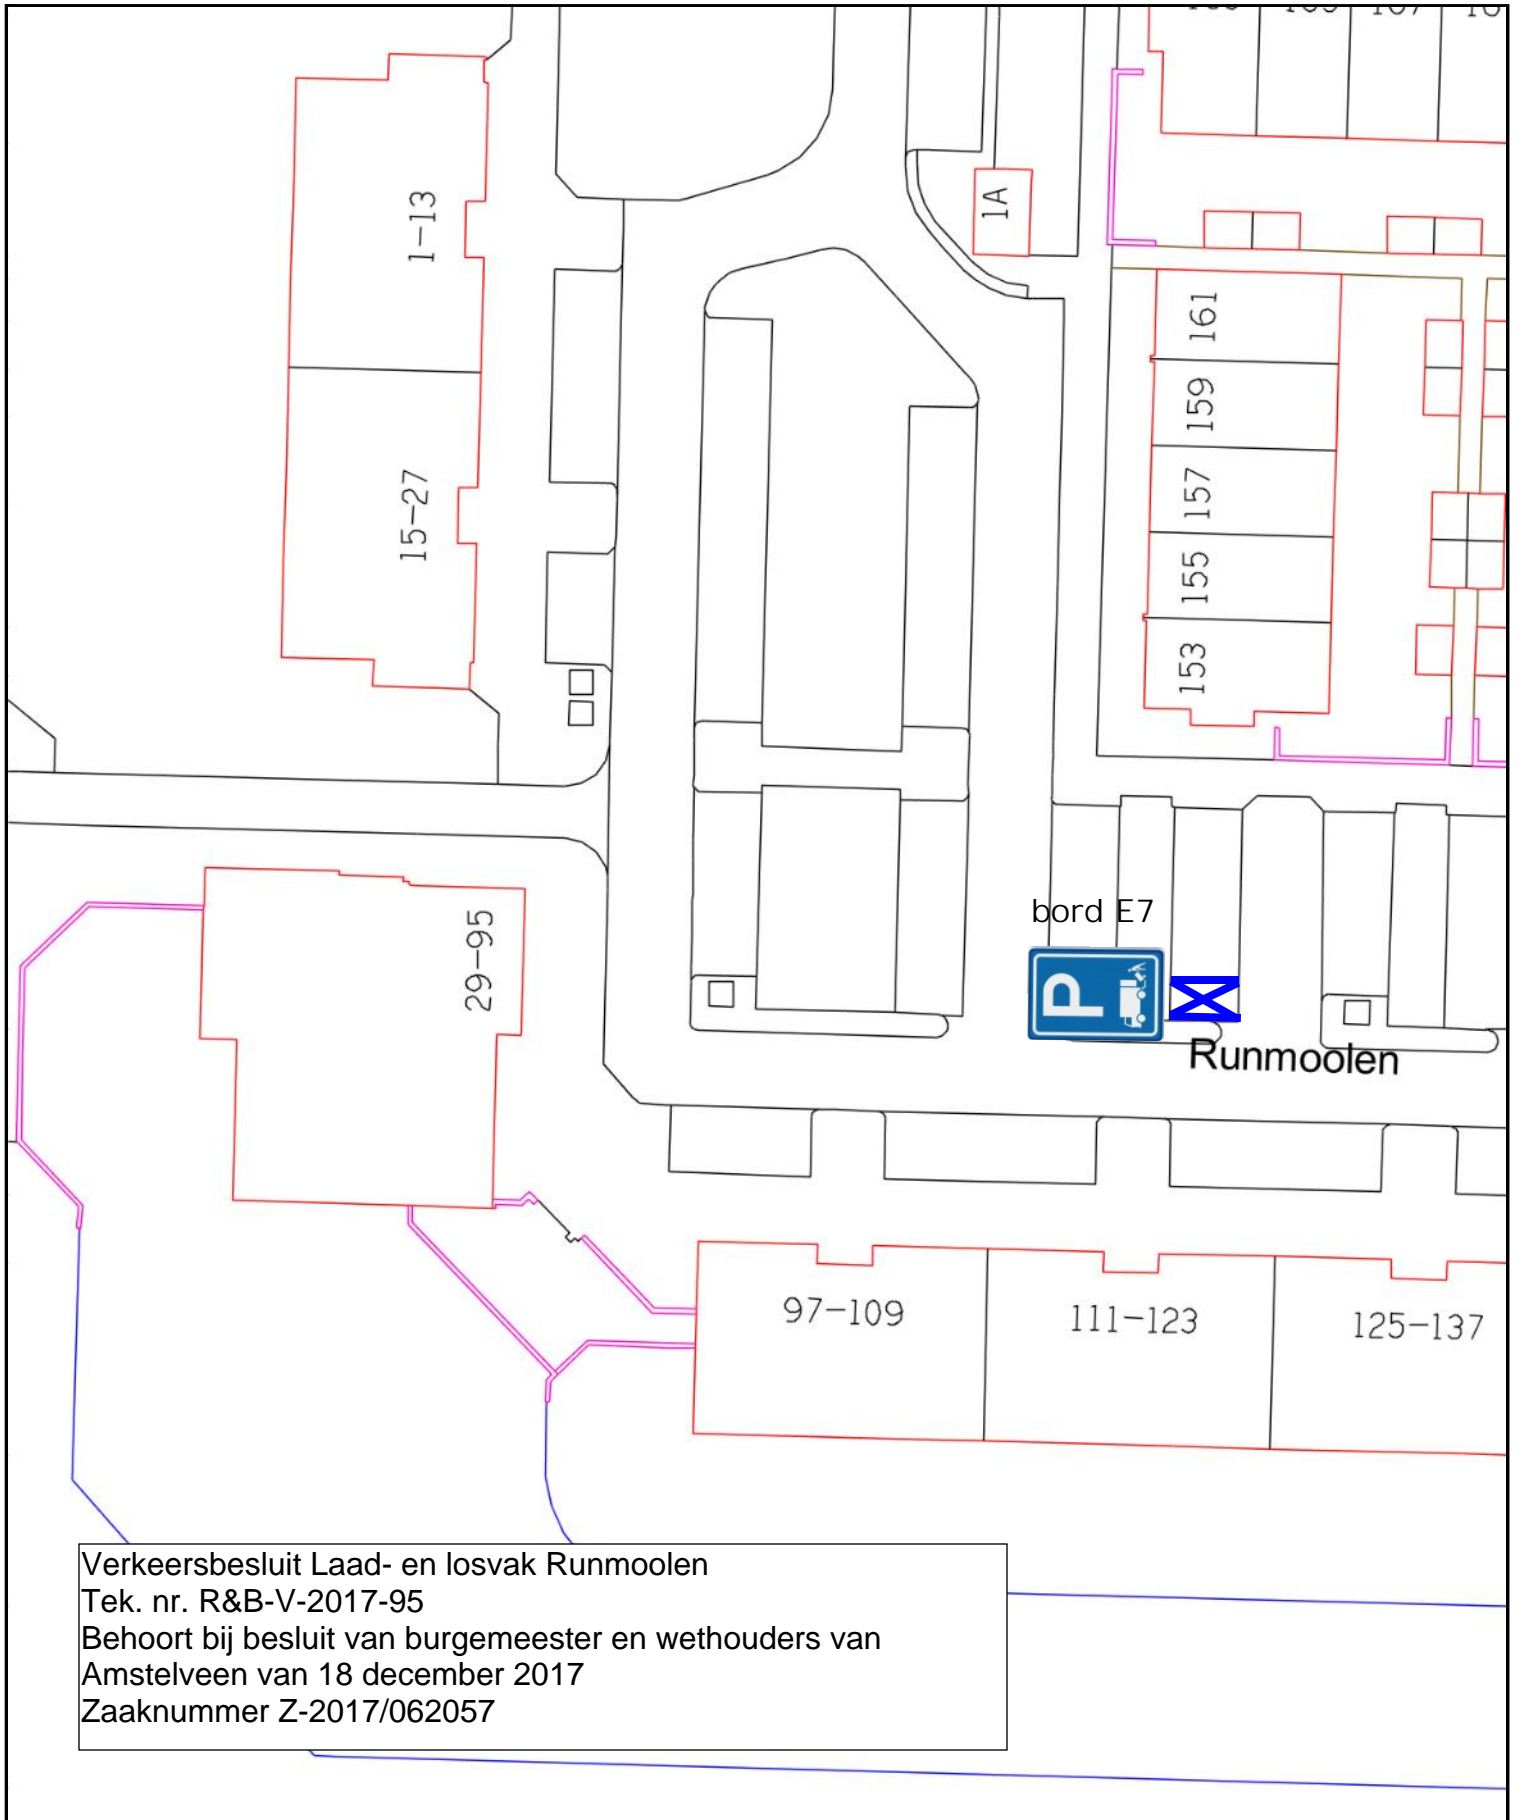 1-13
1A
161
159
15-27
157
155
153
bord E7
P
29-95
Runmoolen
97-109
111-123
125-137
Verkeersbesluit Laad- en losvak Runmoolen
Tek. nr. R&B-V-2017-95
Behoort bij besluit van burgemeester en wethouders van
Amstelveen van 18 december 2017
Zaaknummer Z-2017/062057